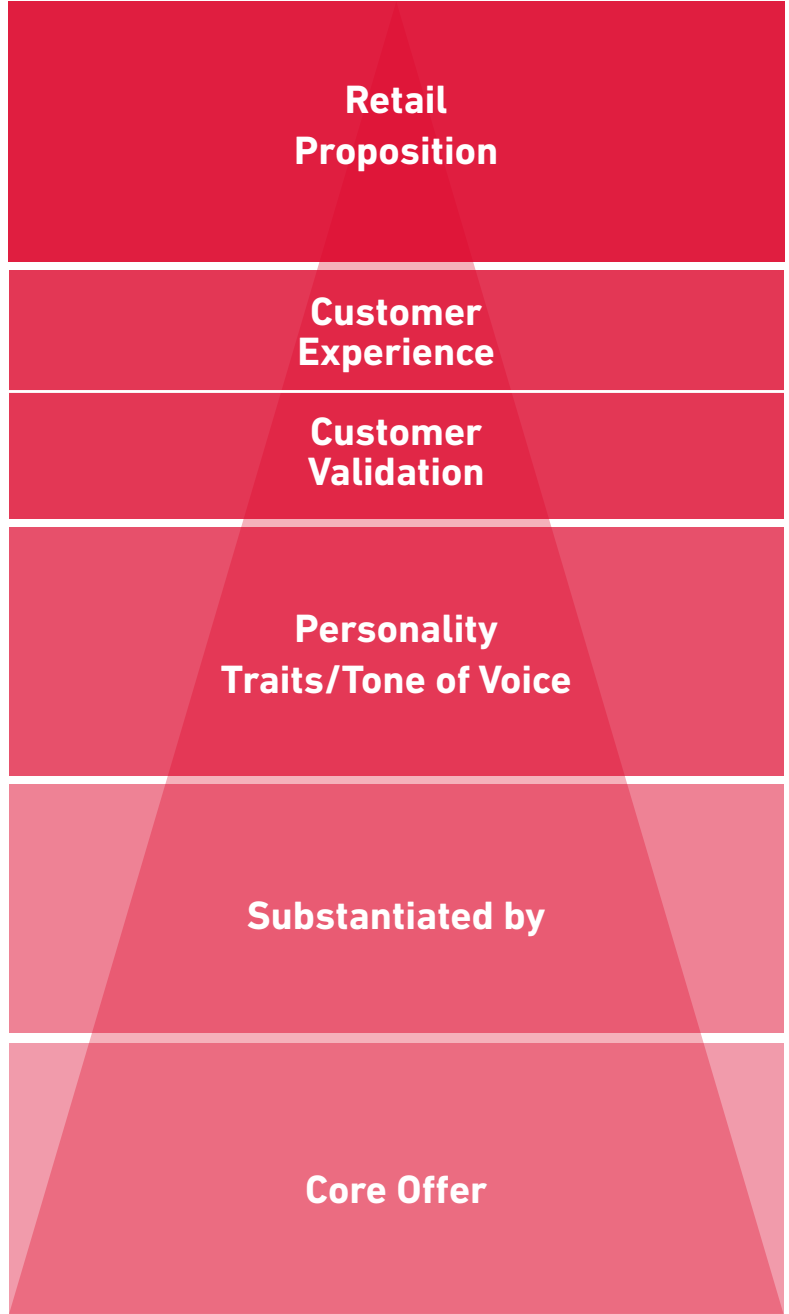 Retail
Proposition
Customer
Experience
Customer
Validation
Personality
Traits/Tone of Voice
Substantiated by
Core Offer